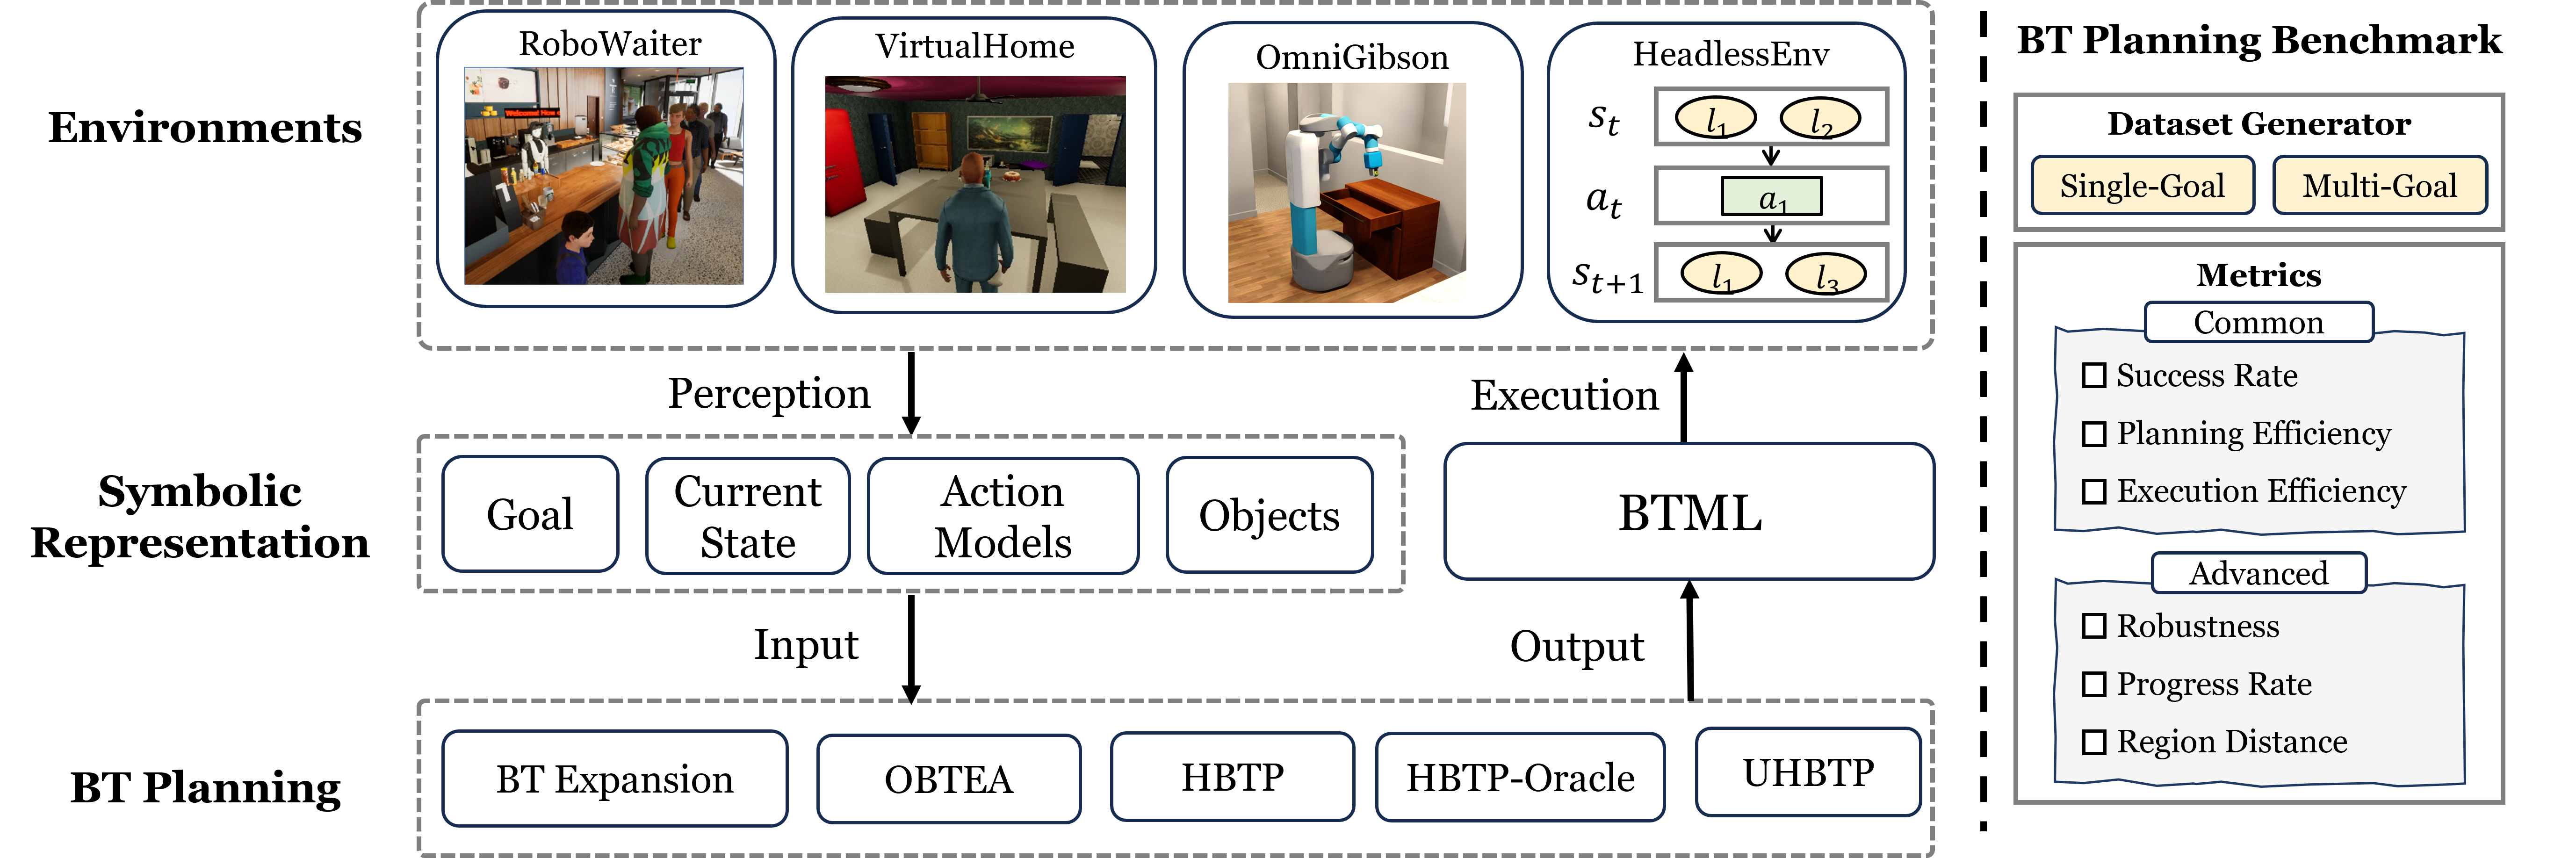 Environments
RoboWaiter
VirtualHome
OmniGibson
HeadlessEnv
s_t
l_1 l_2
a_t
a_1
s_{t+1}
l_1 l_3
Perception
Execution
Symbolic
Representation
Goal
Current
State
Action
Models
Objects
BTML
Input
Output
BT Planning
BT Expansion
OBTEA
HBTP
HBTP-Oracle
UHBTP
BT Planning Benchmark
Dataset Generator
Single-Goal
Multi-Goal
Metrics
Common
Success Rate
Planning Efficiency
Execution Efficiency
Advanced
Robustness
Progress Rate
Region Distance